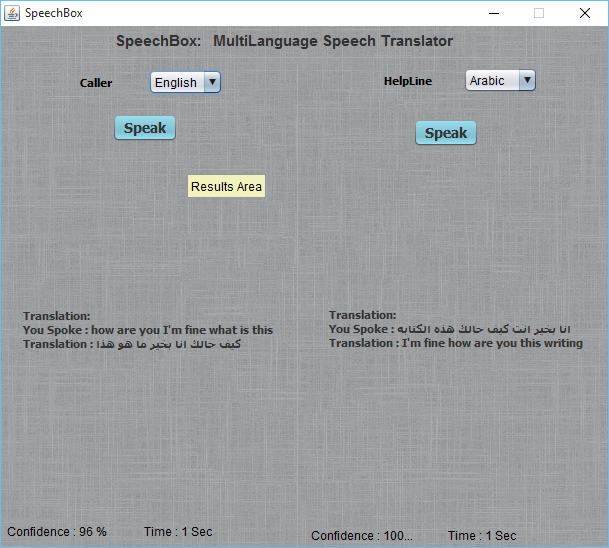 SpeechBox
SpeechBox: MultiLanguage Speech Translator
Caller
English
HelpLine
Arabic
Speak
Speak
Results Area
Translation:
You Spoke : how are you I'm fine what is this
Translation : كيف حالك انا بخير ما هو هذا
Translation:
You Spoke : انا بخير انت كيف حالك هذه الكتابه
Translation : I'm fine how are you this writing
Confidence : 96 %
Time : 1 Sec
Confidence : 100...
Time : 1 Sec